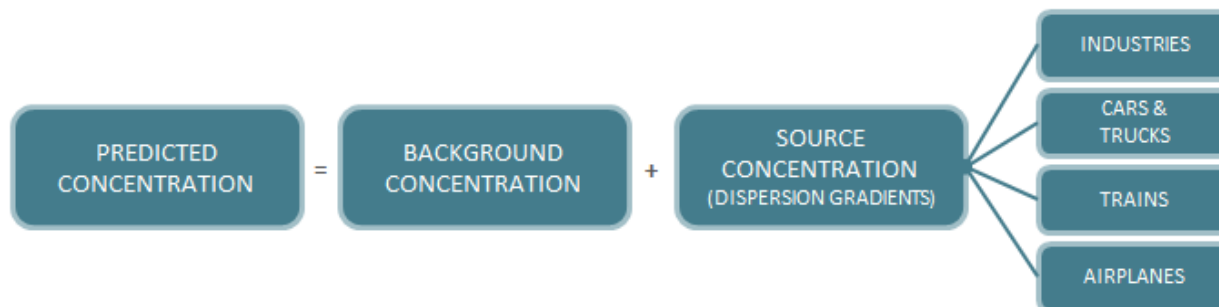 PREDICTED
CONCENTRATION
=
BACKGROUND
CONCENTRATION
+
SOURCE
CONCENTRATION
(DISPERSION GRADIENTS)
INDUSTRIES
CARS &
TRUCKS
TRAINS
AIRPLANES